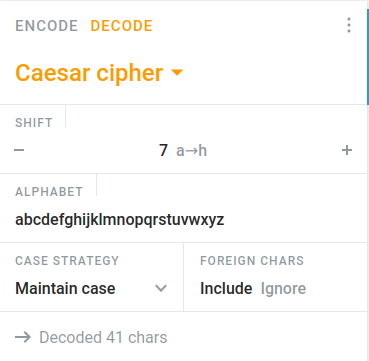 ENCODE DECODE
Caesar cipher
SHIFT
− 7 a→h +
ALPHABET
abcdefghijklmnopqrstuvwxyz
CASE STRATEGY FOREIGN CHARS
Maintain case Include Ignore
→ Decoded 41 chars